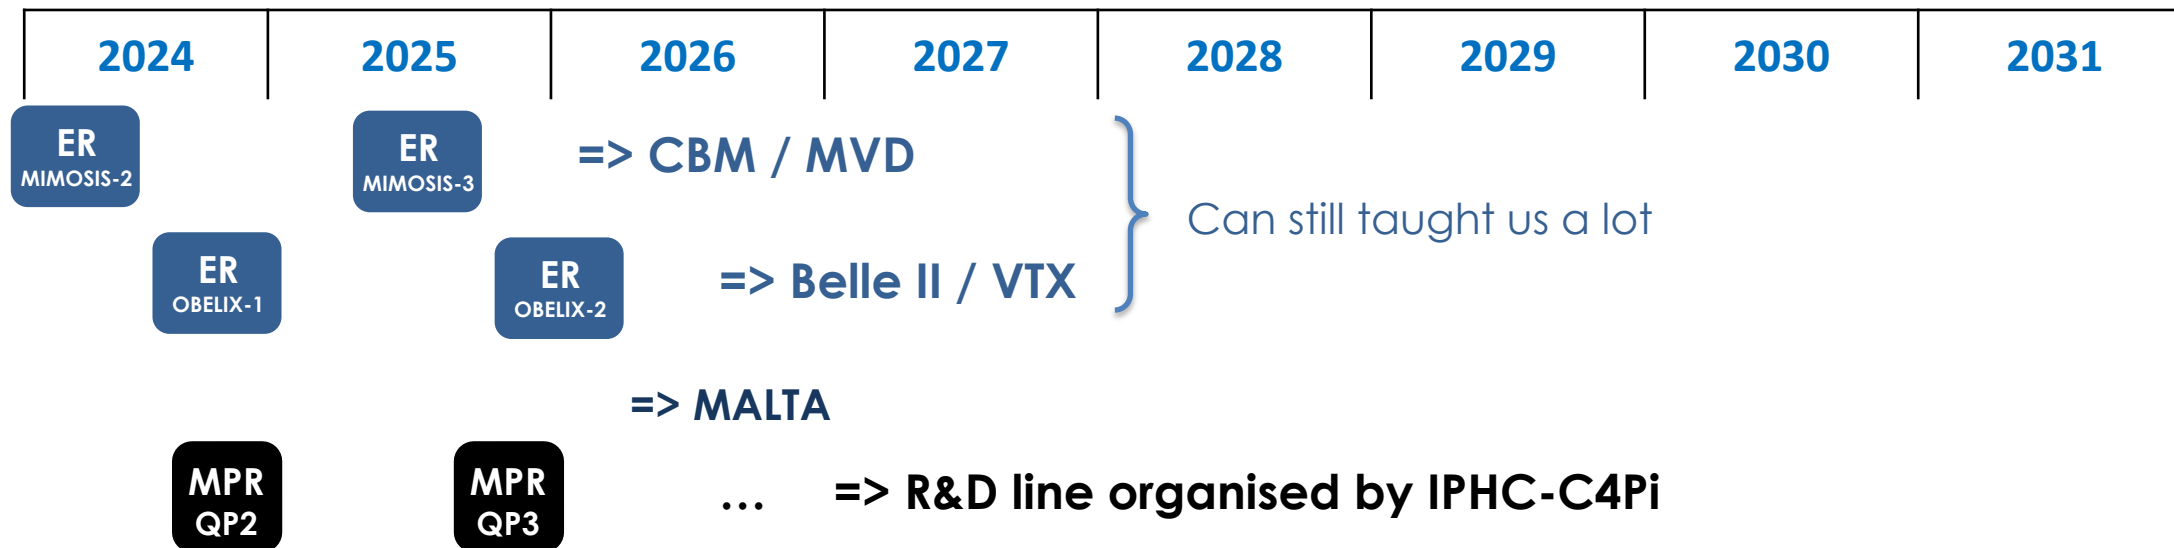 2024 2025 2026 2027 2028 2029 2030 2031
ER
MIMOSIS-2
ER
MIMOSIS-3
=> CBM / MVD
Can still taught us a lot
ER
OBELIX-1
ER
OBELIX-2
=> Belle II / VTX
=> MALTA
MPR
QP2
MPR
QP3
... => R&D line organised by IPHC-C4Pi